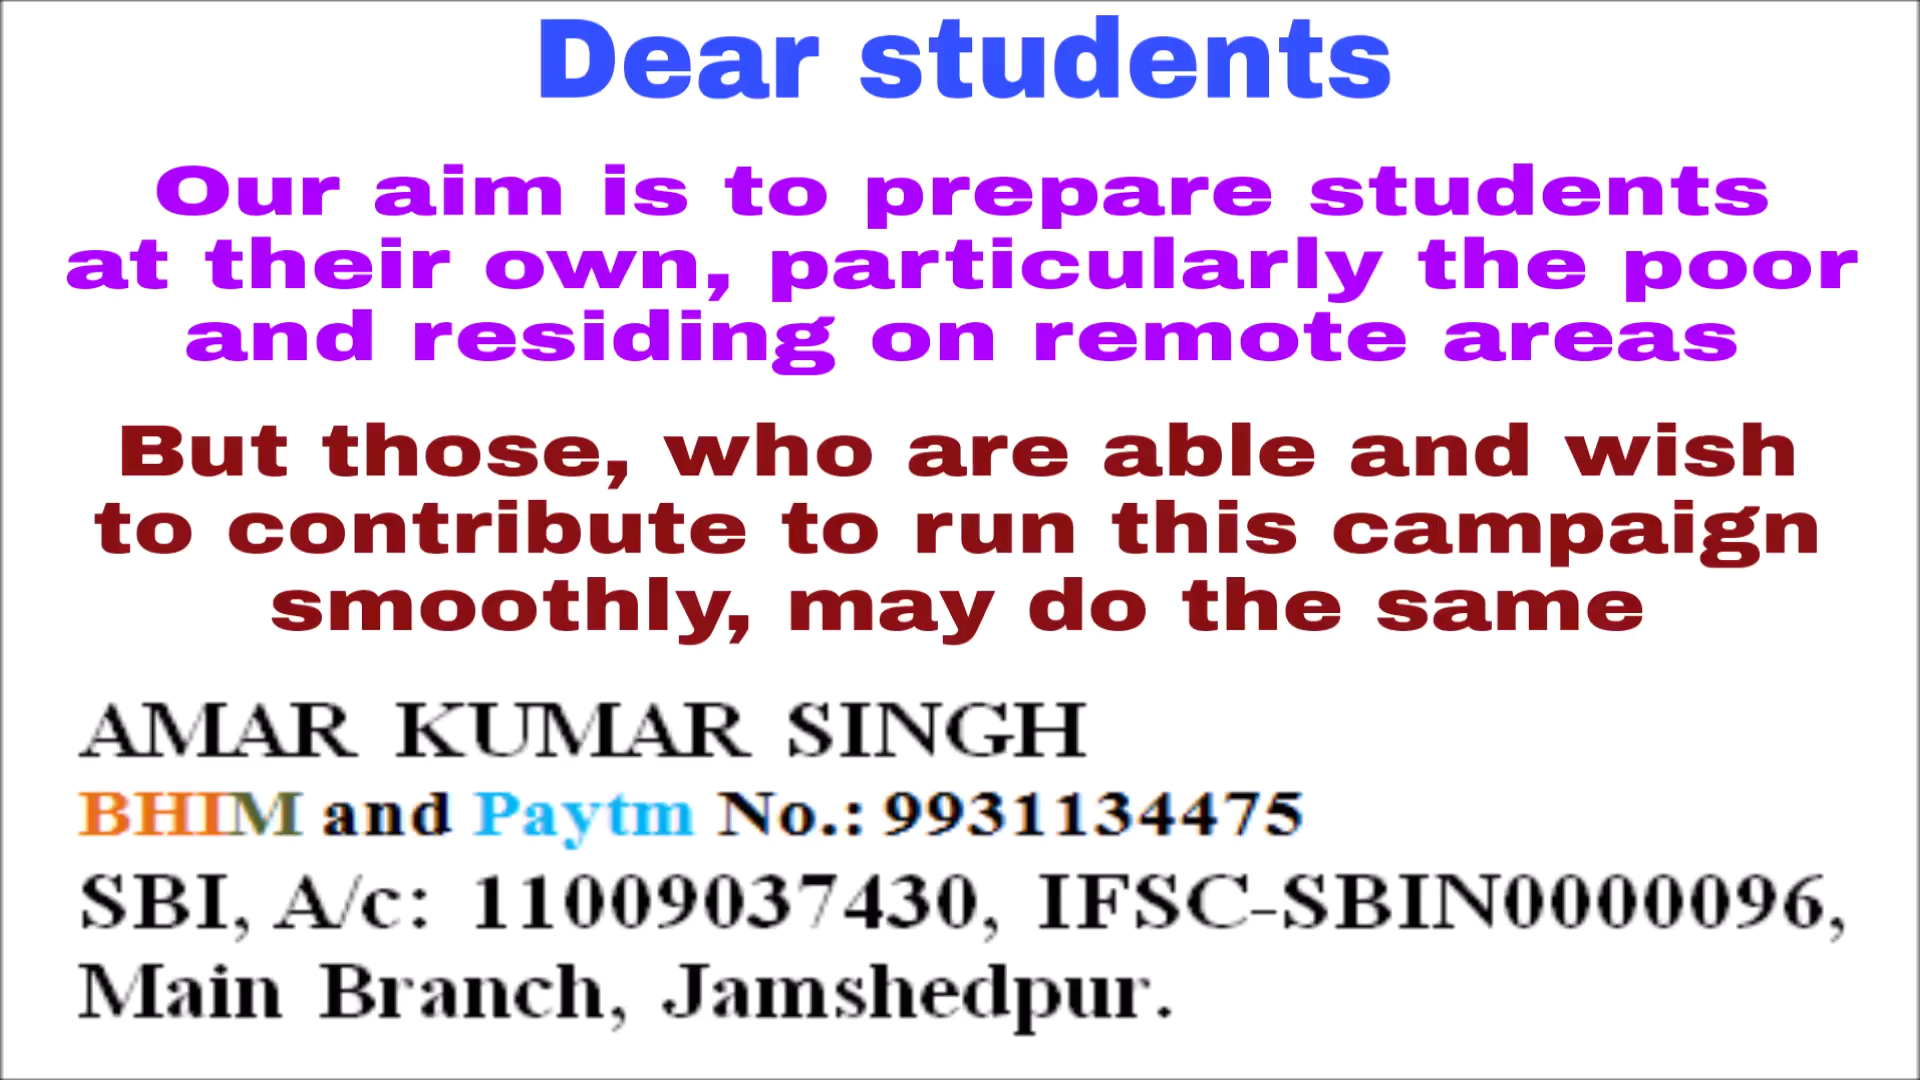 Dear students
Our aim is to prepare students
at their own, particularly the poor
and residing on remote areas
But those, who are able and wish
to contribute to run this campaign
smoothly, may do the same
AMAR KUMAR SINGH
BHIM and Paytm No.: 9931134475
SBI, A/c: 11009037430, IFSC-SBIN0000096,
Main Branch, Jamshedpur.